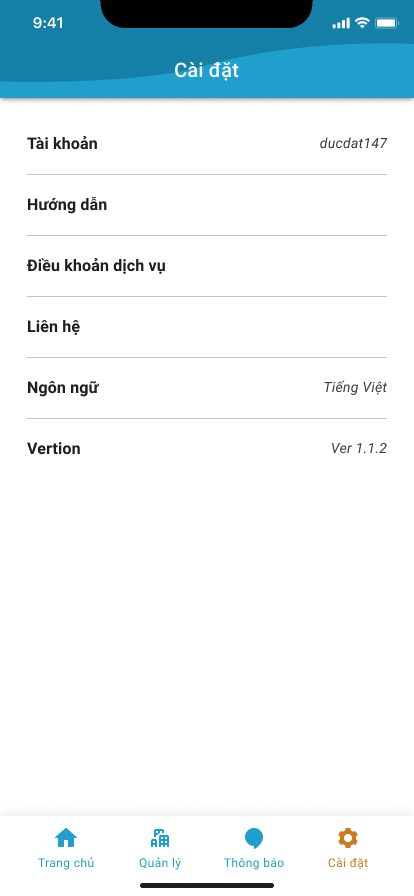 9:41
Cài đặt
Tài khoản ducdat147
Hướng dẫn
Điều khoản dịch vụ
Liên hệ
Ngôn ngữ Tiếng Việt
Vertion Ver 1.1.2
Trang chủ Quản lý Thông báo Cài đặt